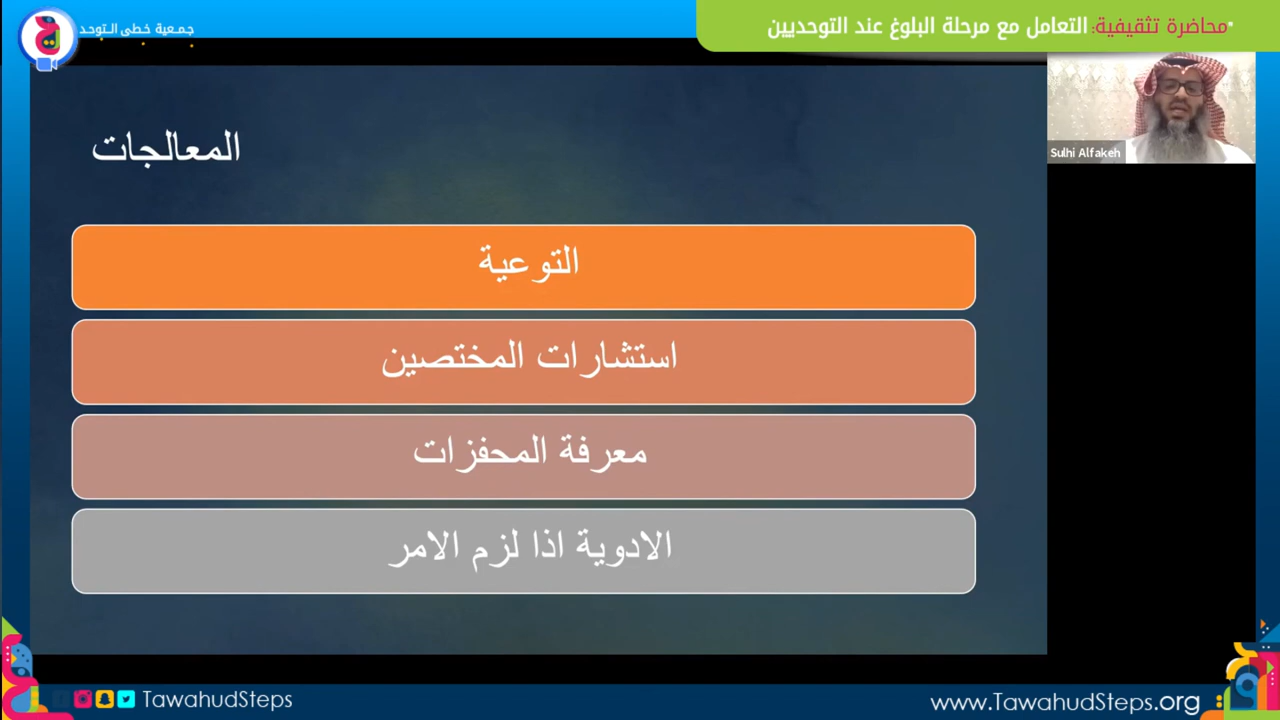 •محاضرة تثقيفية: التعامل مع مرحلة البلوغ عند التوحديين
جمعية خطى التوحد
Sulhi Alfakeh
المعالجات
التوعية
استشارات المختصين
معرفة المحفزات
الادوية اذا لزم الامر
TawahudSteps
www.TawahudSteps.org